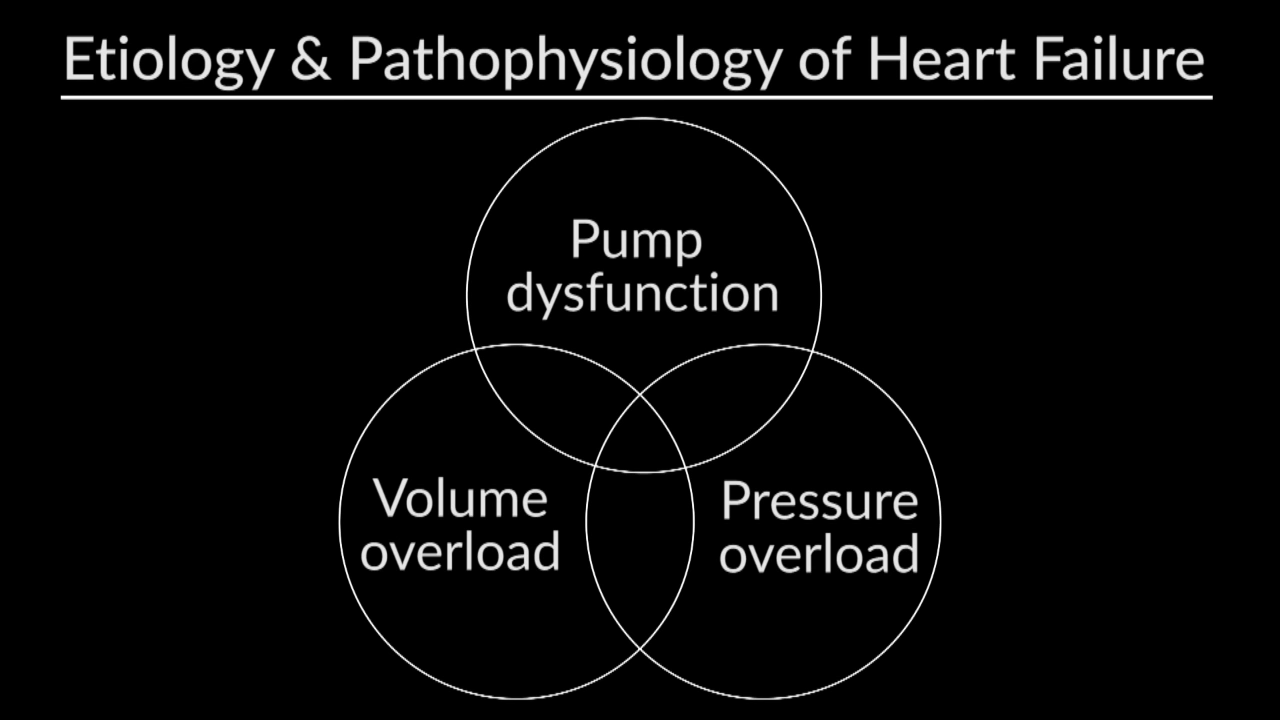 Etiology & Pathophysiology of Heart Failure
Pump
dysfunction
Volume
overload
Pressure
overload